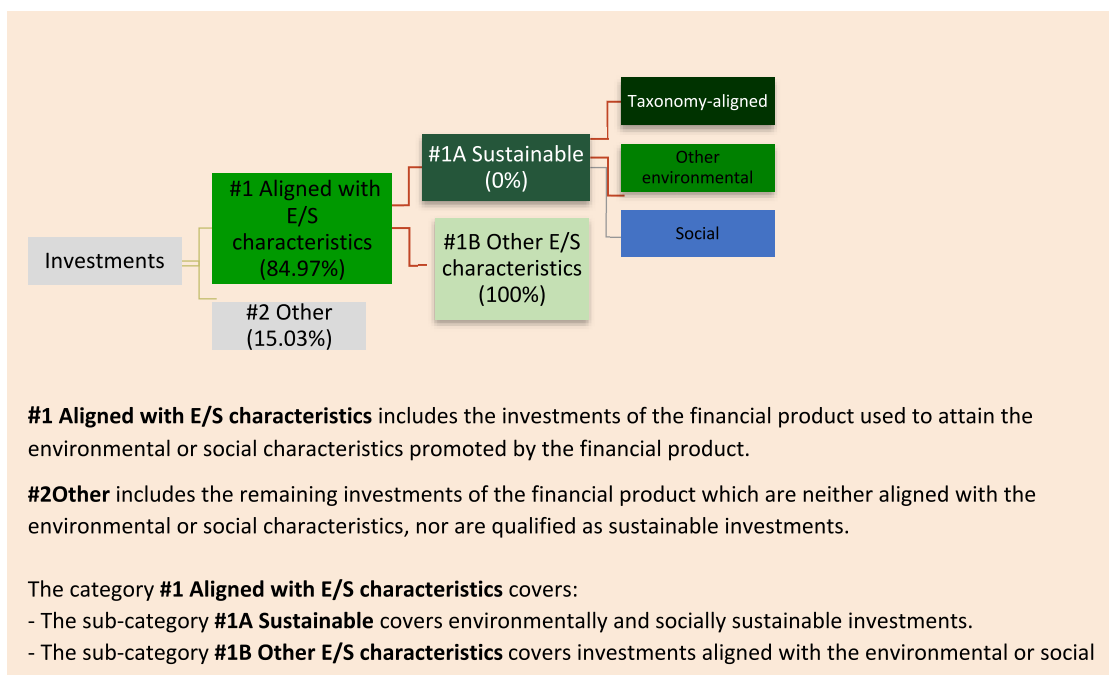 Taxonomy-aligned
#1A Sustainable
(0%)
Other
environmental
#1 Aligned with
E/S
characteristics
(84.97%)
Social
#1B Other E/S
characteristics
(100%)
Investments
#2 Other
(15.03%)
#1 Aligned with E/S characteristics includes the investments of the financial product used to attain the
environmental or social characteristics promoted by the financial product.
#2Other includes the remaining investments of the financial product which are neither aligned with the
environmental or social characteristics, nor are qualified as sustainable investments.
The category #1 Aligned with E/S characteristics covers:
- The sub-category #1A Sustainable covers environmentally and socially sustainable investments.
- The sub-category #1B Other E/S characteristics covers investments aligned with the environmental or social